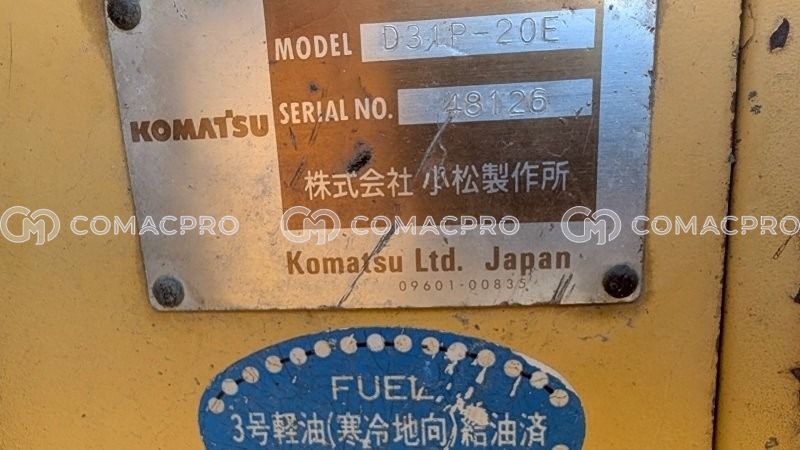 MODEL D31P-20E
SERIAL NO. 48126
KOMATSU
株式会社 小松製作所
COMACPRO COMACPRO COMACPRO
Komatsu Ltd. Japan
09601-00835
FUEL
3号軽油(寒冷地向)給油済